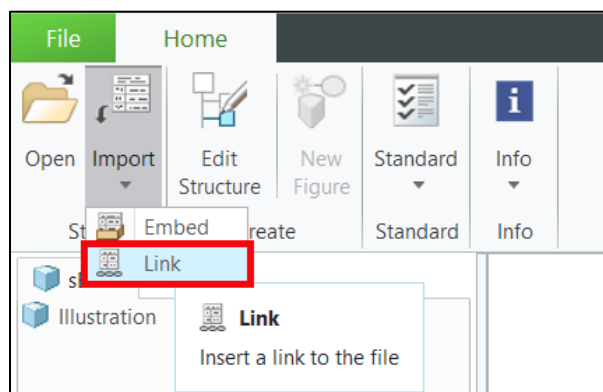 File Home
Open Import Edit Structure New Figure Standard Info
St Embed reate Standard Info
Link
s
Illustration
Link
Insert a link to the file